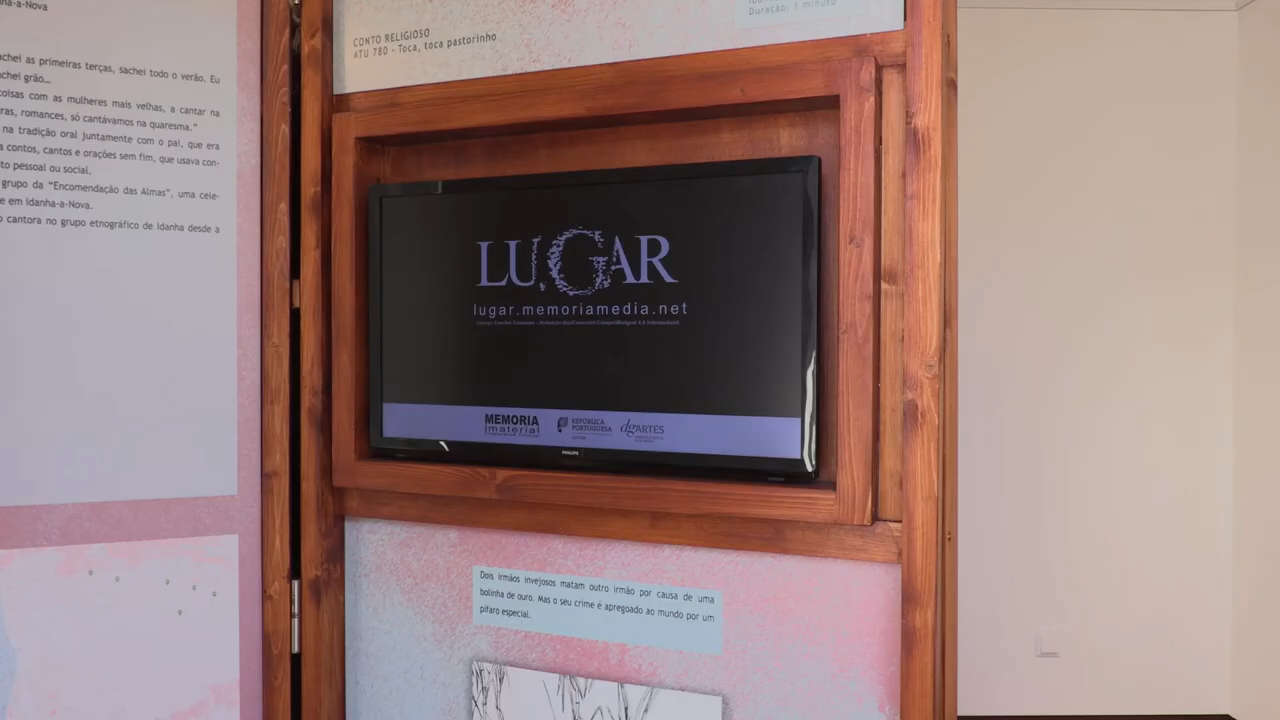 nha-a-Nova
achei as primeiras terças, sachei todo o verão. Eu
achei grão...
coisas com as mulheres mais velhas, a cantar na
ras, romances, só cantávamos na quaresma."
na tradição oral juntamente com o pai, que era
a contos, cantos e orações sem fim, que usava con-
to pessoal ou social.
grupo da "Encomendação das Almas", uma cele-
e em Idanha-a-Nova.
o cantora no grupo etnográfico de Idanha desde a
Duração: 1 minuto
CONTO RELIGIOSO
ATU 780 - Toca, toca pastorinho
LUGAR
lugar.memoriamedia.net
MEMORIA
imaterial
REPÚBLICA
PORTUGUESA
dgARTES
PHILIPS
Dois irmãos invejosos matam outro irmão por causa de uma
bolinha de ouro. Mas o seu crime é apregoado ao mundo por um
pífaro especial.